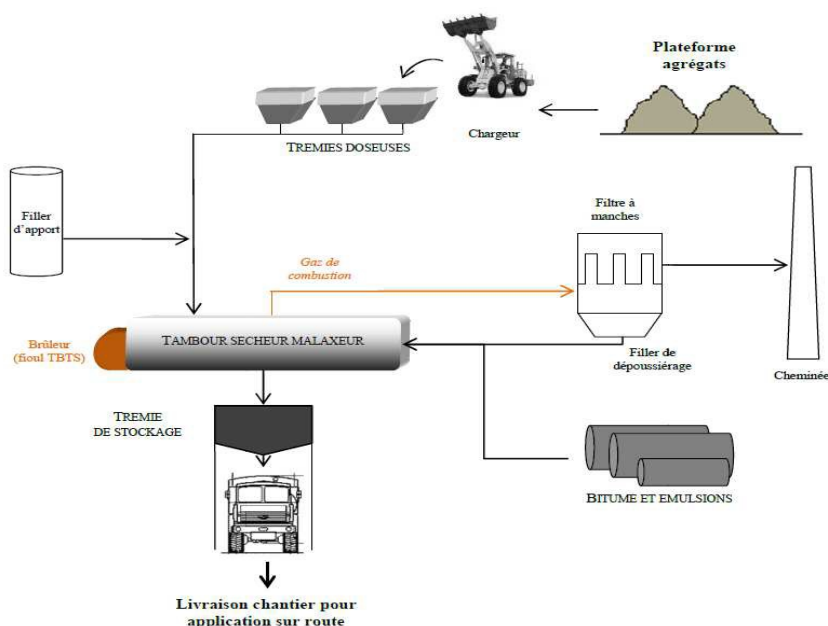 Plateforme
agrégats
Chargeur
TREMIES DOSEUSES
Filler
d'apport
Filtre à
manches
Gaz de
combustion
Brûleur
(fioul TBTS)
TAMBOUR SECHEUR MALAXEUR
Filler de
dépoussiérage
Cheminée
TREMIE
DE STOCKAGE
BITUME ET EMULSIONS
Livraison chantier pour
application sur route